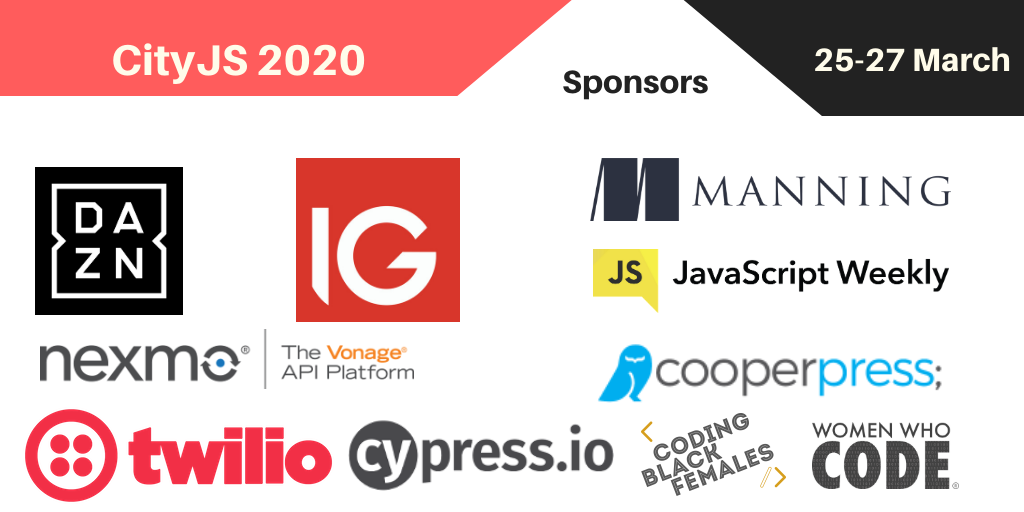 CityJS 2020
Sponsors
25-27 March
DA
ZN
IG
MANNING
JS JavaScript Weekly
nexmo® The Vonage®
API Platform
cooperpress;
twilio
cypress.io
< CODING
BLACK
FEMALES //>
WOMEN WHO
CODE®